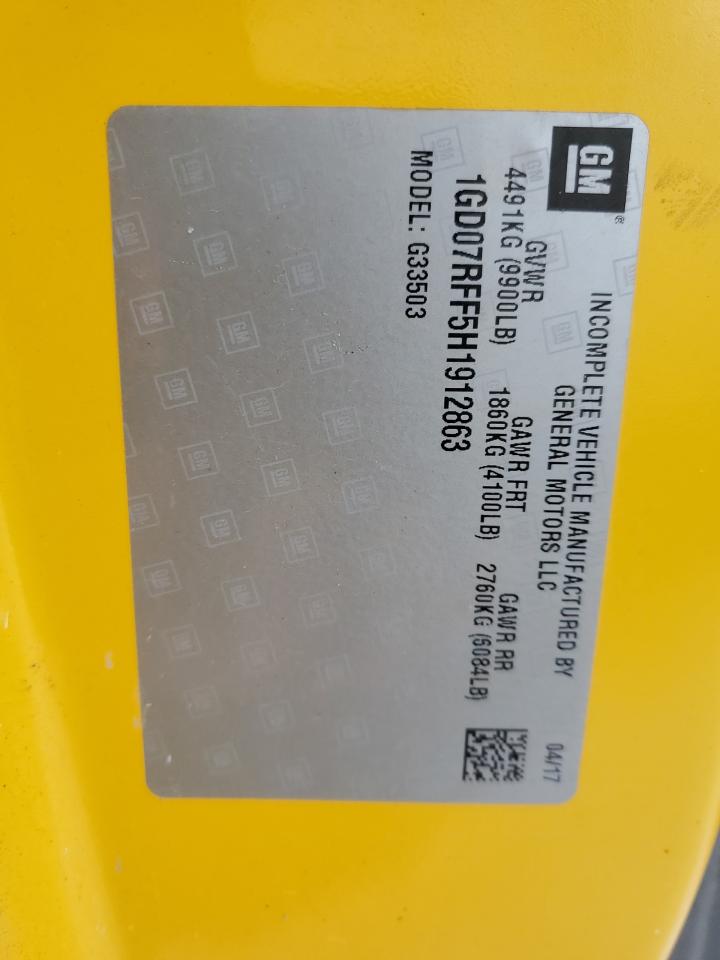 GM®
INCOMPLETE VEHICLE MANUFACTURED BY
GENERAL MOTORS LLC
04/17
GVWR GAWR FRT GAWR RR
4491KG (9900LB) 1860KG (4100LB) 2760KG (6084LB)
1GD07RFF5H1912863
MODEL: G33503